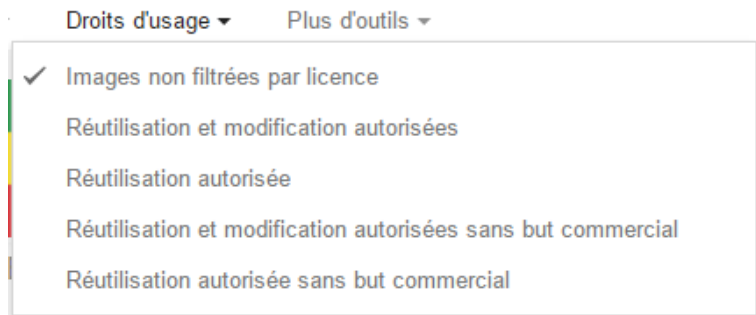 Droits d'usage Plus d'outils
Images non filtrées par licence
Réutilisation et modification autorisées
Réutilisation autorisée
Réutilisation et modification autorisées sans but commercial
Réutilisation autorisée sans but commercial